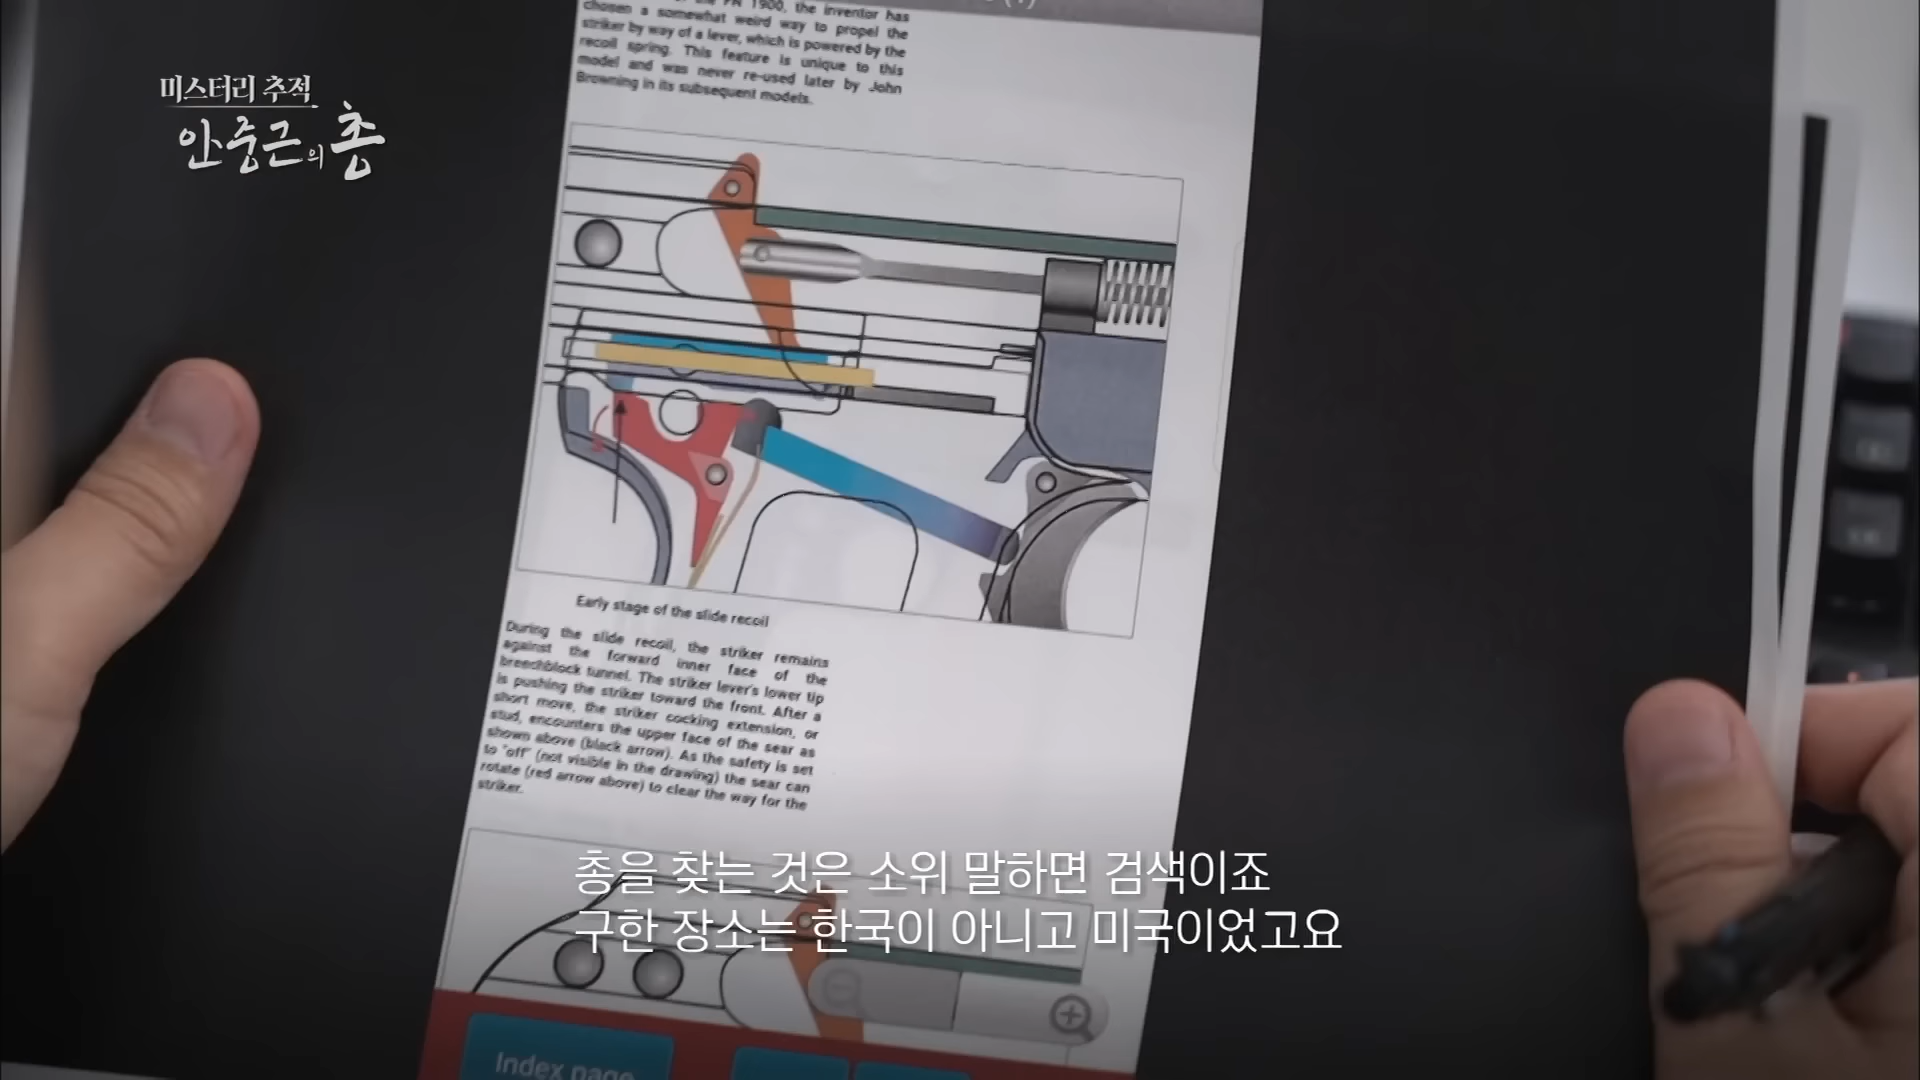 the FN 1900, the inventor has
chosen a somewhat weird way to propel the
striker by way of a lever, which is powered by the
recoil spring. This feature is unique to this
model and was never re-used later by John
Browning in its subsequent models.
미스터리 추적
안중근의 총
Early stage of the slide recoil
During the slide recoil, the striker remains
against the forward inner face of the
breechblock tunnel. The striker lever's lower tip
is pushing the striker toward the front. After a
short move, the striker cocking extension, or
stud, encounters the upper face of the sear as
shown above (black arrow). As the safety is set
to "off" (not visible in the drawing) the sear can
rotate (red arrow above) to clear the way for the
striker.
총을 찾는 것은 소위 말하면 검색이죠
구한 장소는 한국이 아니고 미국이었고요
Index page